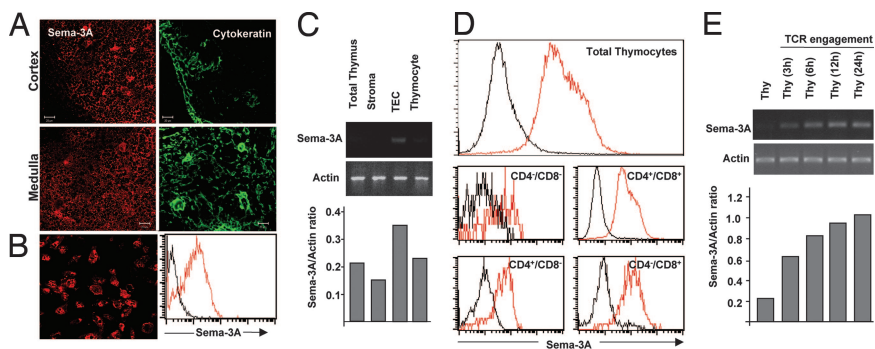 A
Sema-3A
Cytokeratin
Cortex
Medulla
B
Sema-3A
C
Total Thymus
Stroma
TEC
Thymocyte
Sema-3A
Actin
Sema-3A/Actin ratio
0.4
0.3
0.2
0.1
D
Total Thymocytes
CD4⁻/CD8⁻
CD4⁺/CD8⁺
CD4⁺/CD8⁻
CD4⁻/CD8⁺
Sema-3A
E
TCR engagement
Thy
Thy (3h)
Thy (6h)
Thy (12h)
Thy (24h)
Sema-3A
Actin
Sema-3A/Actin ratio
1.2
1.0
0.8
0.6
0.4
0.2